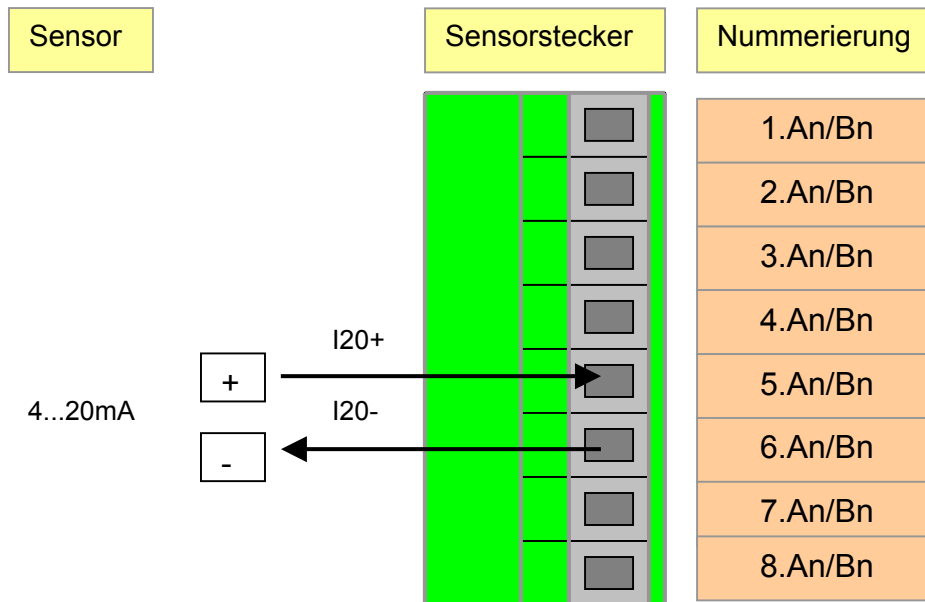 Sensor
Sensorstecker
Nummerierung
1.An/Bn
2.An/Bn
3.An/Bn
4.An/Bn
I20+
+
5.An/Bn
4...20mA
I20-
-
6.An/Bn
7.An/Bn
8.An/Bn